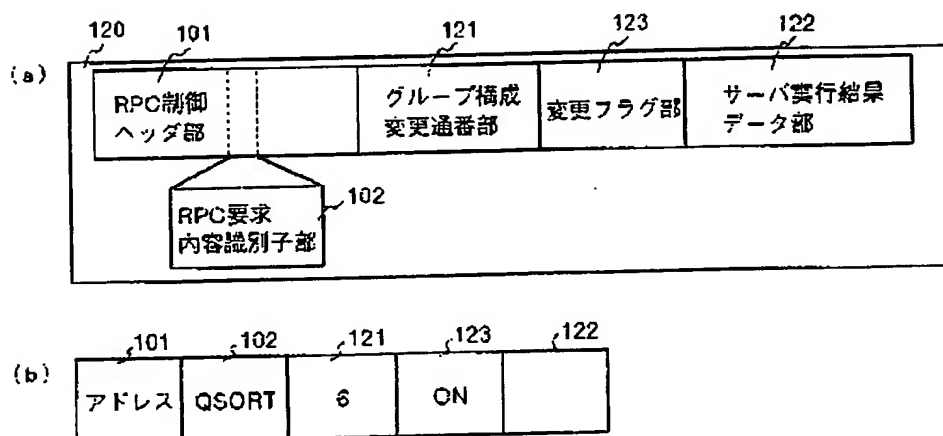 120
101
121
123
122
(a)
RPC制御
ヘッダ部
グループ構成
変更通番部
変更フラグ部
サーバ実行結果
データ部
RPC要求
内容識別子部
102
101
102
121
123
122
(b)
アドレス
QSORT
6
ON